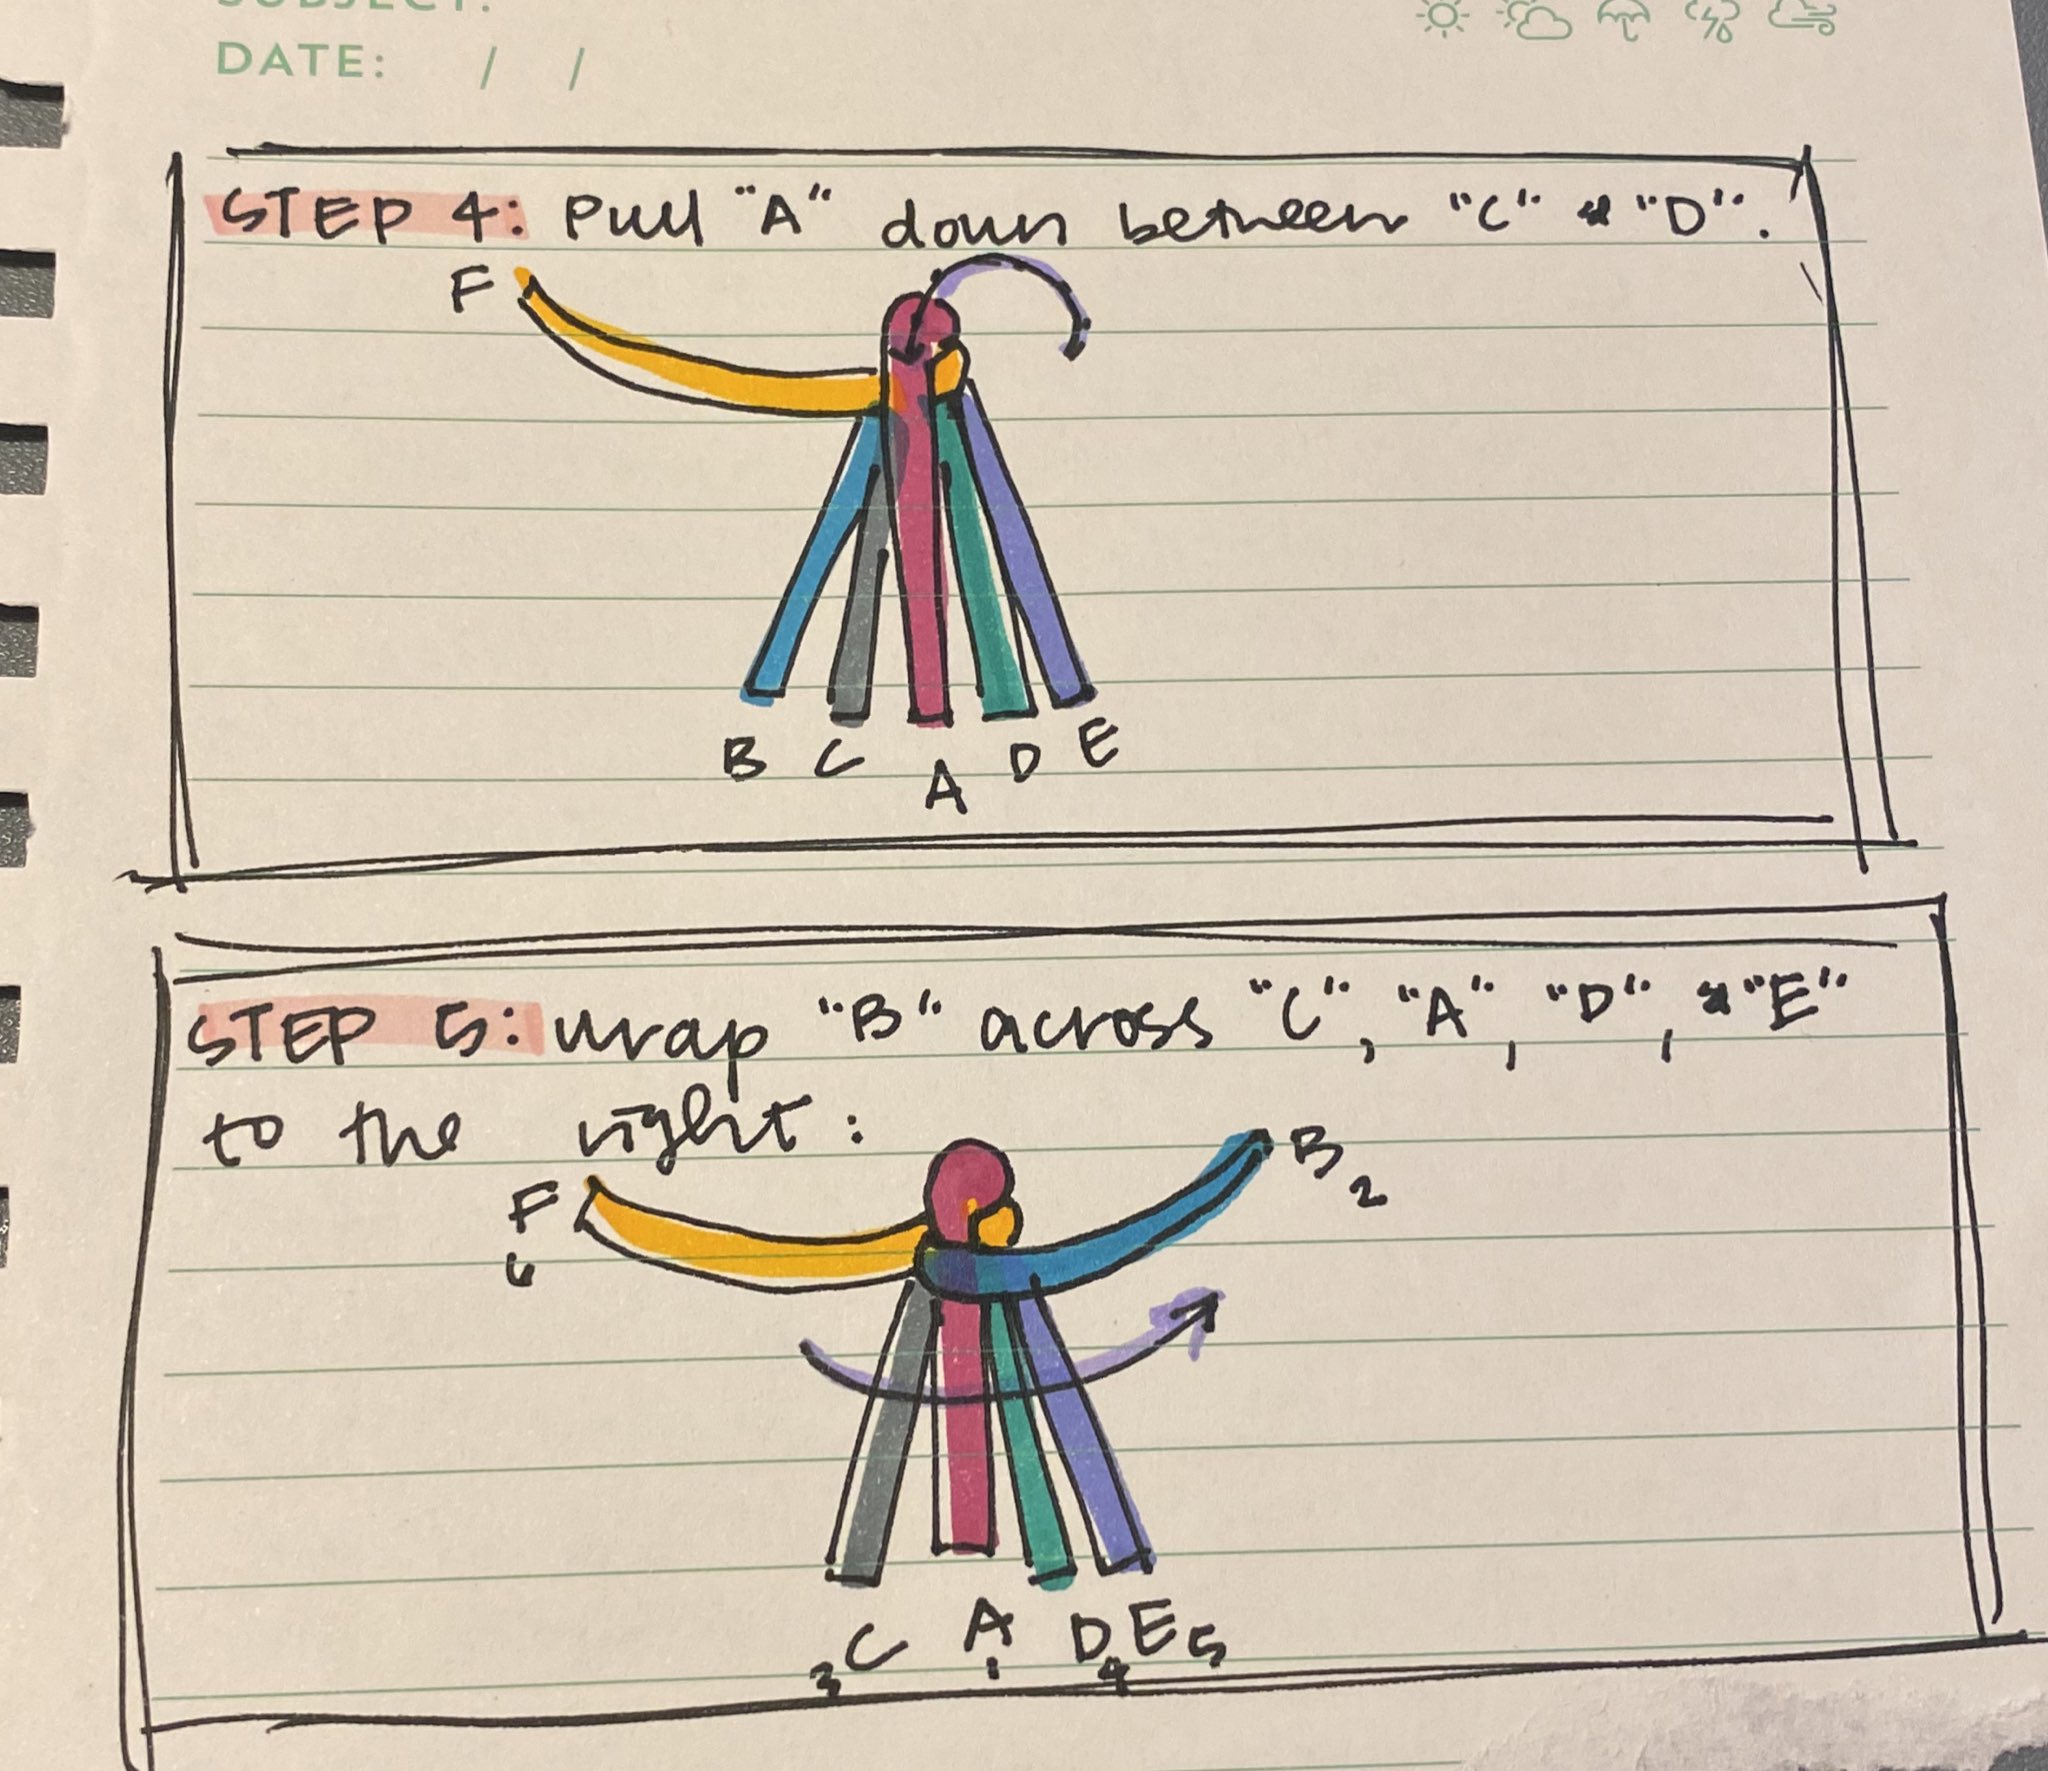 SUBJECT:
DATE: / /
STEP 4: Pull "A" down between "C" & "D".
F
B C A D E
STEP 5: wrap "B" across "C", "A", "D", & "E"
to the right:
F
6
B
2
C A D E
3 1 4 5